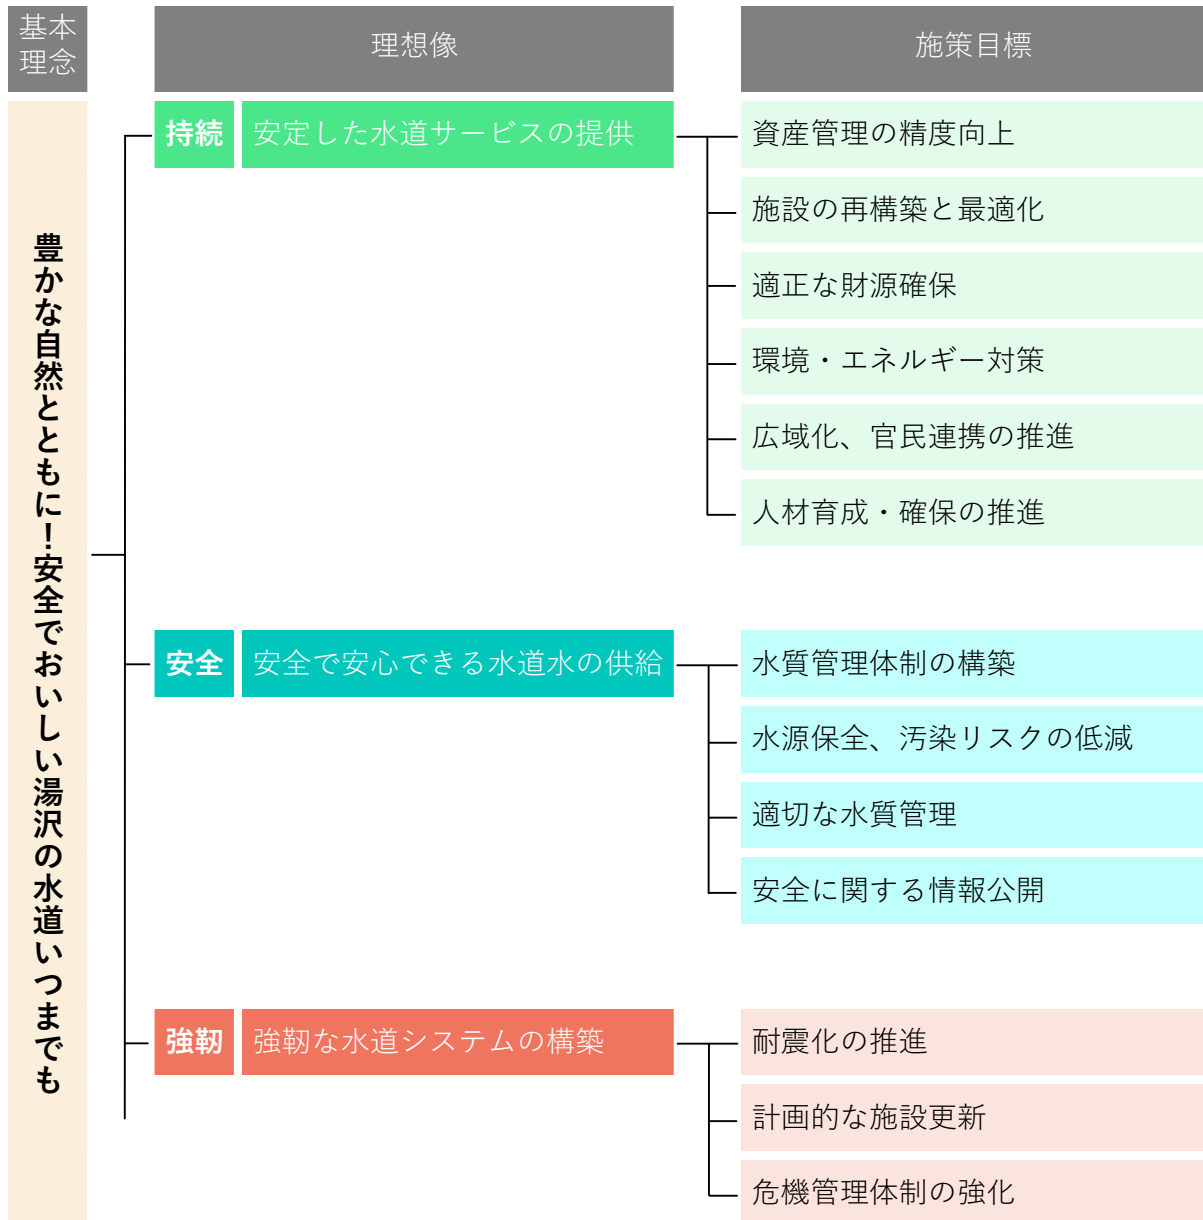 基本
理念
理想像
施策目標
豊かな自然とともに！安全でおいしい湯沢の水道いつまでも
持続
安定した水道サービスの提供
資産管理の精度向上
施設の再構築と最適化
適正な財源確保
環境・エネルギー対策
広域化、官民連携の推進
人材育成・確保の推進
安全
安全で安心できる水道水の供給
水質管理体制の構築
水源保全、汚染リスクの低減
適切な水質管理
安全に関する情報公開
強靭
強靭な水道システムの構築
耐震化の推進
計画的な施設更新
危機管理体制の強化